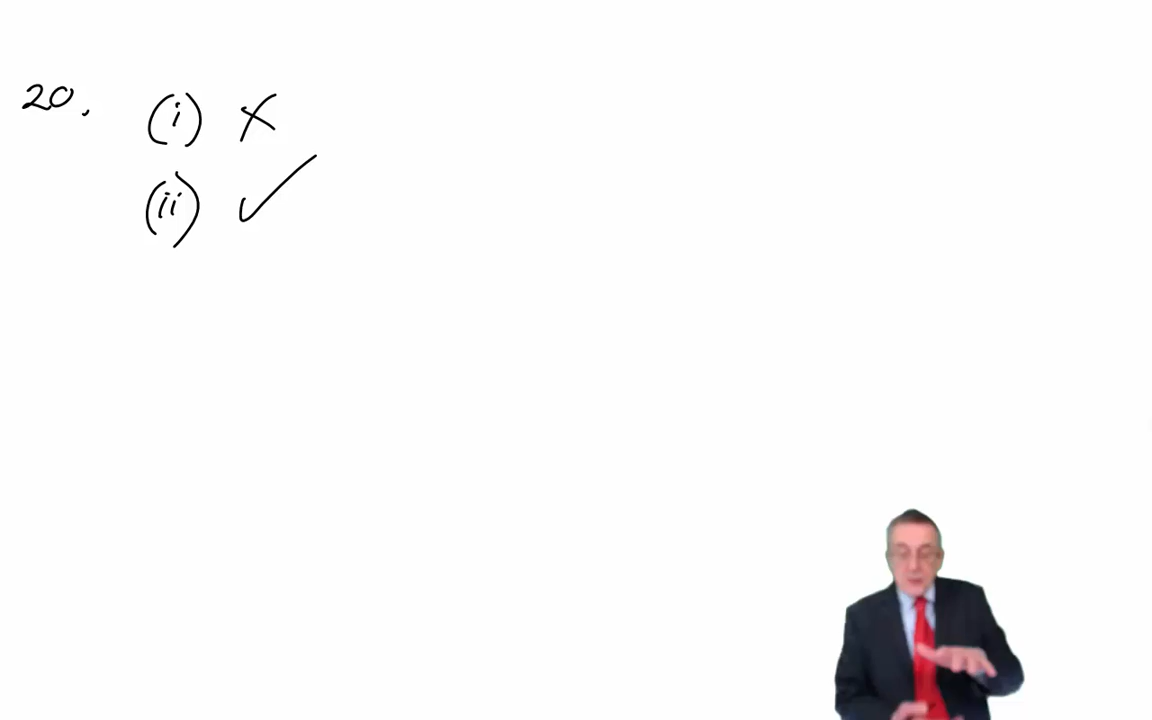 20. (i) ✗
(ii) ✓